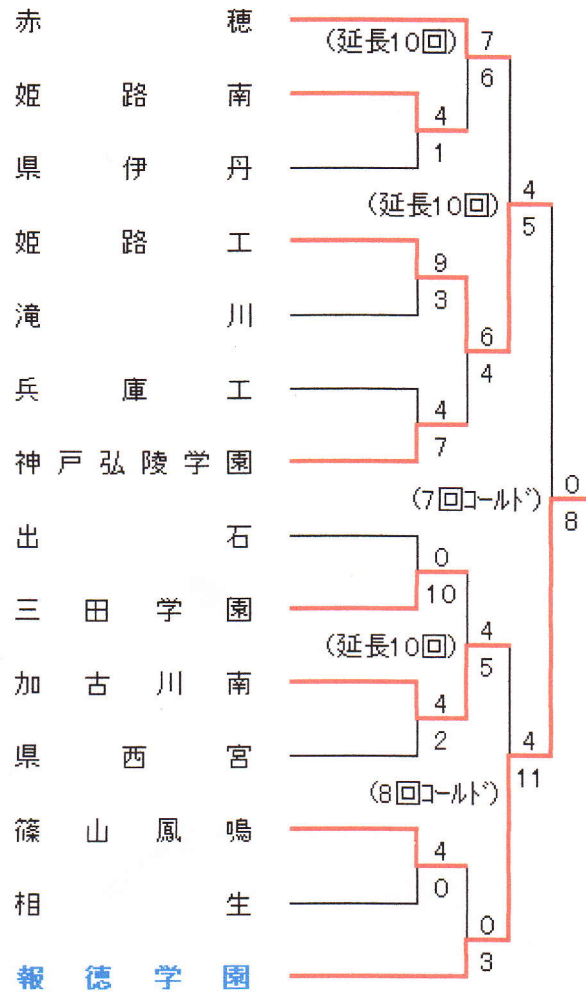 赤穂
(延長10回)
7
6
姫路南
4
1
県伊丹
4
(延長10回)
5
姫路工
9
3
滝川
6
4
兵庫工
4
7
神戸弘陵学園
0
(7回コールド)
8
出石
0
10
三田学園
4
(延長10回)
5
加古川南
4
2
県西宮
4
11
(8回コールド)
篠山鳳鳴
4
0
相生
0
3
報徳学園